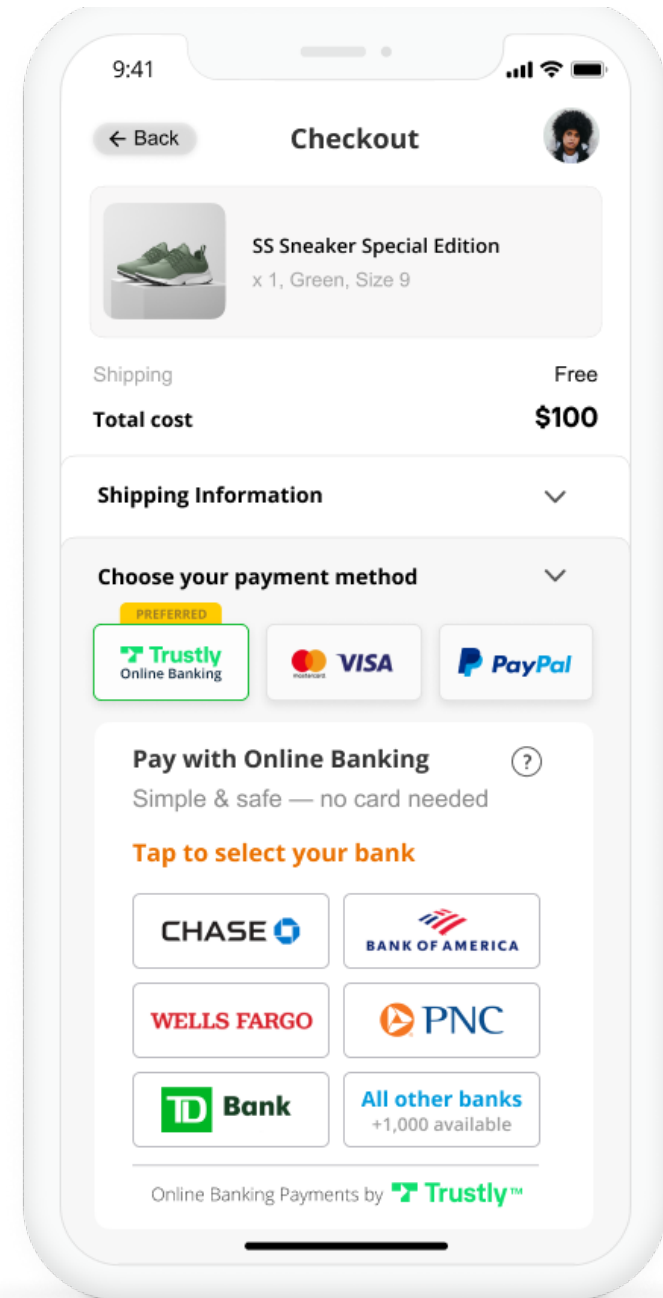 9:41
← Back
Checkout
SS Sneaker Special Edition
x 1, Green, Size 9
Shipping
Free
Total cost
$100
Shipping Information
Choose your payment method
PREFERRED
Trustly
Online Banking
mastercard
VISA
PayPal
Pay with Online Banking
?
Simple & safe — no card needed
Tap to select your bank
CHASE
BANK OF AMERICA
WELLS FARGO
PNC
TD Bank
All other banks
+1,000 available
Online Banking Payments by Trustly™